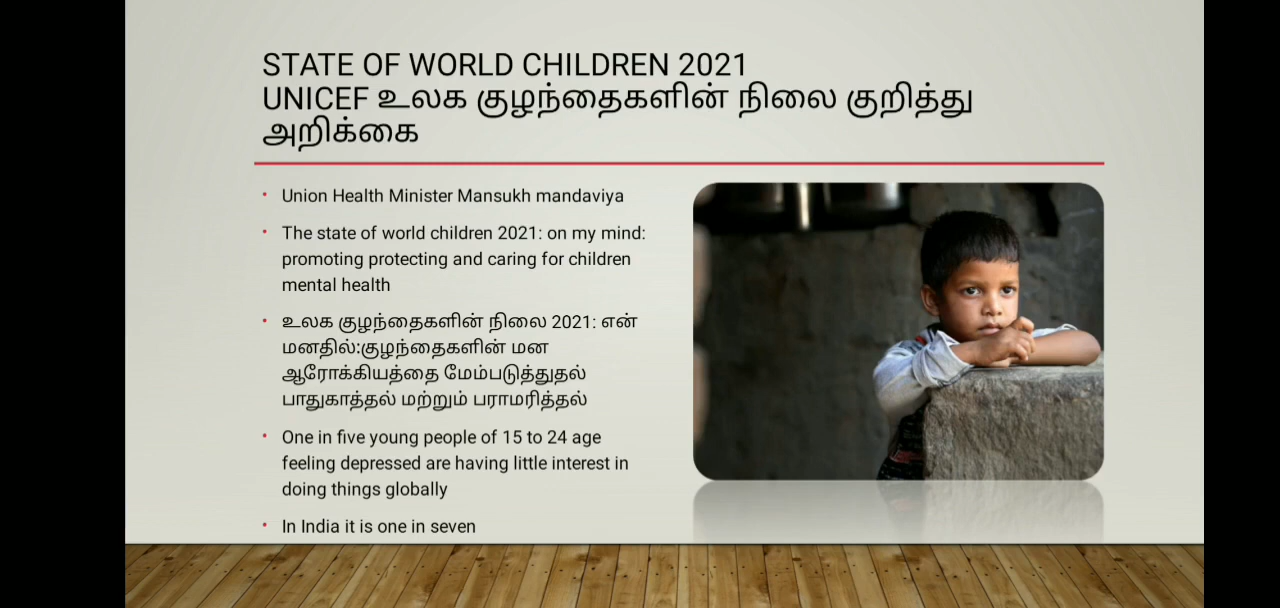 STATE OF WORLD CHILDREN 2021
UNICEF உலக குழந்தைகளின் நிலை குறித்து
அறிக்கை
• Union Health Minister Mansukh mandaviya
• The state of world children 2021: on my mind:
promoting protecting and caring for children
mental health
• உலக குழந்தைகளின் நிலை 2021: என்
மனதில்:குழந்தைகளின் மன
ஆரோக்கியத்தை மேம்படுத்துதல்
பாதுகாத்தல் மற்றும் பராமரித்தல்
• One in five young people of 15 to 24 age
feeling depressed are having little interest in
doing things globally
• In India it is one in seven